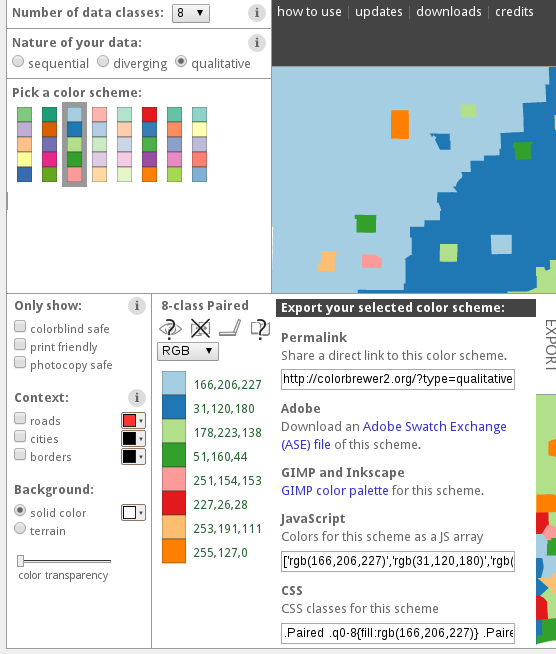 Number of data classes: 8 i
how to use updates downloads credits
Nature of your data: i
sequential diverging qualitative
Pick a color scheme:
Only show: i
colorblind safe
print friendly
photocopy safe
Context: i
roads
cities
borders
Background:
solid color
terrain
color transparency
8-class Paired
? ?
RGB
166,206,227
31,120,180
178,223,138
51,160,44
251,154,153
227,26,28
253,191,111
255,127,0
Export your selected color scheme:
Permalink
Share a direct link to this color scheme.
http://colorbrewer2.org/?type=qualitative
Adobe
Download an Adobe Swatch Exchange
(ASE) file of this scheme.
GIMP and Inkscape
GIMP color palette for this scheme.
JavaScript
Colors for this scheme as a JS array
['rgb(166,206,227)','rgb(31,120,180)','rgb(
CSS
CSS classes for this scheme
.Paired .q0-8{fill:rgb(166,206,227)} .Paire
EXPORT